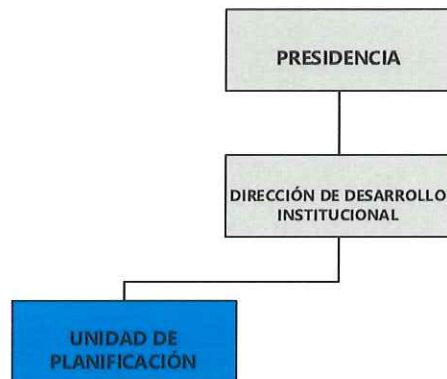 PRESIDENCIA
DIRECCIÓN DE DESARROLLO
INSTITUCIONAL
UNIDAD DE
PLANIFICACIÓN